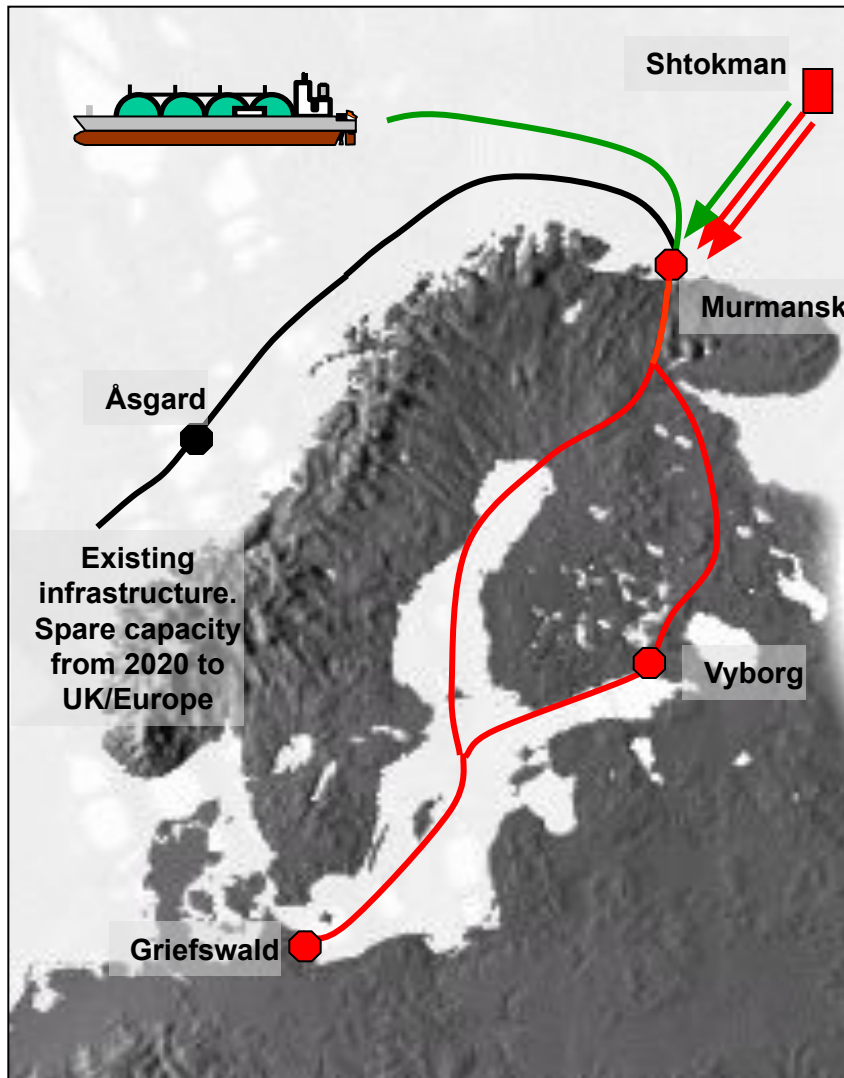 Shtokman
Murmansk
Åsgard
Existing
infrastructure.
Spare capacity
from 2020 to
UK/Europe
Vyborg
Griefswald